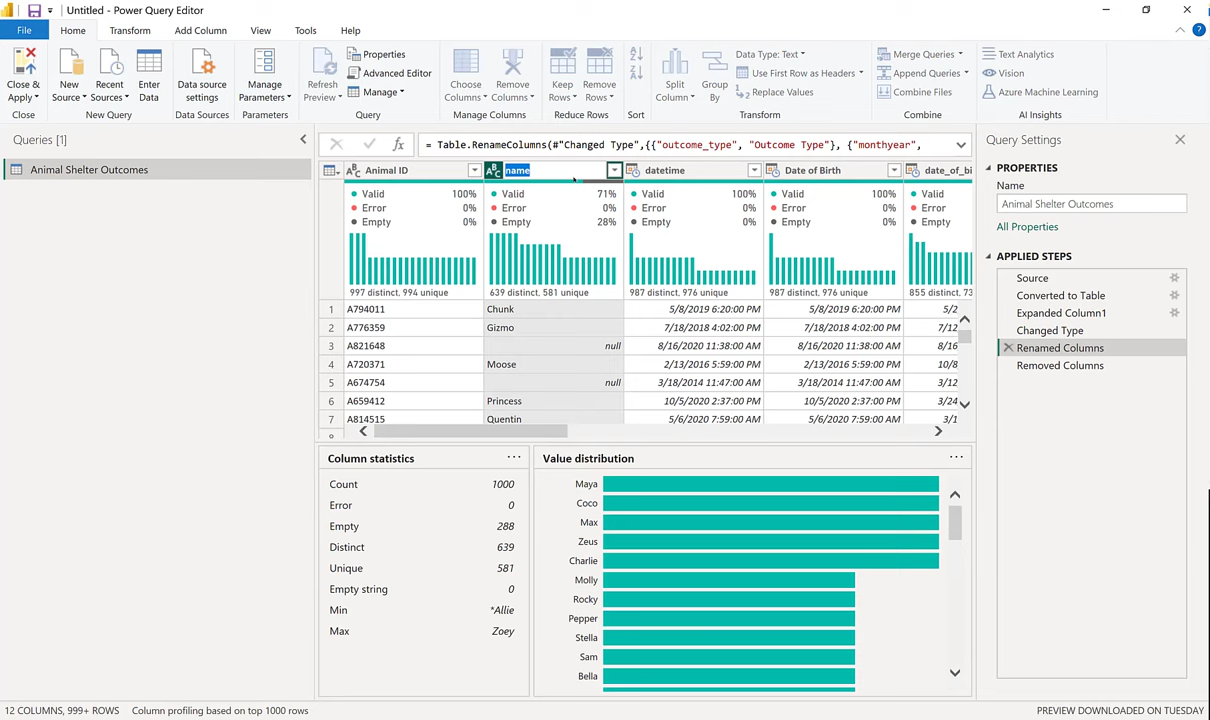 Untitled - Power Query Editor
File Home Transform Add Column View Tools Help
Close & Apply
New Source
Recent Sources
Enter Data
Data source settings
Manage Parameters
Refresh Preview
Properties
Advanced Editor
Manage
Choose Columns
Remove Columns
Keep Rows
Remove Rows
Split Column
Group By
Data Type: Text
Use First Row as Headers
Replace Values
Merge Queries
Append Queries
Combine Files
Text Analytics
Vision
Azure Machine Learning
Close New Query Data Sources Parameters Query Manage Columns Reduce Rows Sort Transform Combine AI Insights
Queries [1]
Animal Shelter Outcomes
fx = Table.RenameColumns(#"Changed Type",{{"outcome_type", "Outcome Type"}, {"monthyear",
Animal ID name datetime Date of Birth date_of_bi
Valid 100% Valid 71% Valid 100% Valid 100% Valid
Error 0% Error 0% Error 0% Error 0% Error
Empty 0% Empty 28% Empty 0% Empty 0% Empty
997 distinct, 994 unique 639 distinct, 581 unique 987 distinct, 976 unique 987 distinct, 976 unique 855 distinct, 73
1 A794011 Chunk 5/8/2019 6:20:00 PM 5/8/2019 6:20:00 PM 5/2
2 A776359 Gizmo 7/18/2018 4:02:00 PM 7/18/2018 4:02:00 PM 7/12
3 A821648 null 8/16/2020 11:38:00 AM 8/16/2020 11:38:00 AM 8/16
4 A720371 Moose 2/13/2016 5:59:00 PM 2/13/2016 5:59:00 PM 10/8
5 A674754 null 3/18/2014 11:47:00 AM 3/18/2014 11:47:00 AM 3/12
6 A659412 Princess 10/5/2020 2:37:00 PM 10/5/2020 2:37:00 PM 3/24
7 A814515 Quentin 5/6/2020 7:59:00 AM 5/6/2020 7:59:00 AM 3/1
Column statistics
Count 1000
Error 0
Empty 288
Distinct 639
Unique 581
Empty string 0
Min *Allie
Max Zoey
Value distribution
Maya
Coco
Max
Zeus
Charlie
Molly
Rocky
Pepper
Stella
Sam
Bella
Query Settings
PROPERTIES
Name
Animal Shelter Outcomes
All Properties
APPLIED STEPS
Source
Converted to Table
Expanded Column1
Changed Type
Renamed Columns
Removed Columns
12 COLUMNS, 999+ ROWS Column profiling based on top 1000 rows PREVIEW DOWNLOADED ON TUESDAY